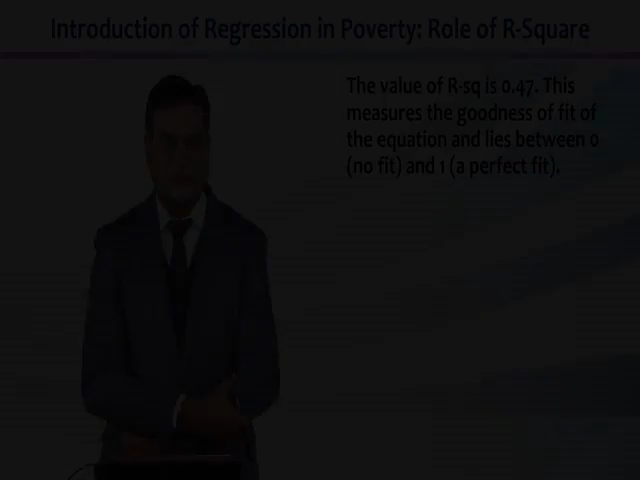 Introduction of Regression in Poverty: Role of R-Square
The value of R-sq is 0.47. This
measures the goodness of fit of
the equation and lies between 0
(no fit) and 1 (a perfect fit).